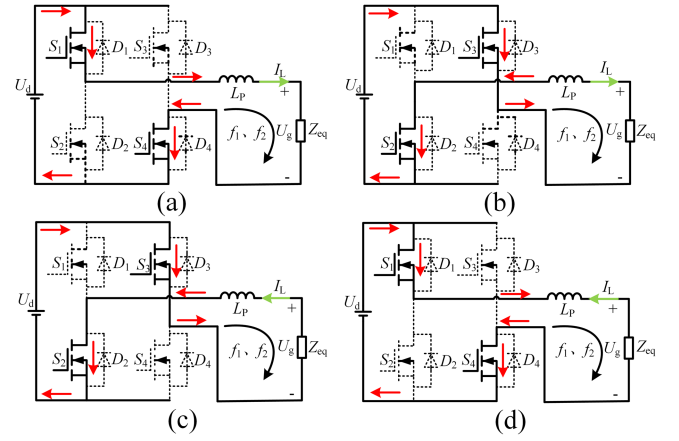 S1 D1 S3 D3
Ud
LP
IL
+
S2 D2 S4 D4
f1、f2
Ug
Zeq
-
(a)
S1 D1 S3 D3
Ud
LP
IL
+
S2 D2 S4 D4
f1、f2
Ug
Zeq
-
(b)
S1 D1 S3 D3
Ud
LP
IL
+
S2 D2 S4 D4
f1、f2
Ug
Zeq
-
(c)
S1 D1 S3 D3
Ud
LP
IL
+
S2 D2 S4 D4
f1、f2
Ug
Zeq
-
(d)